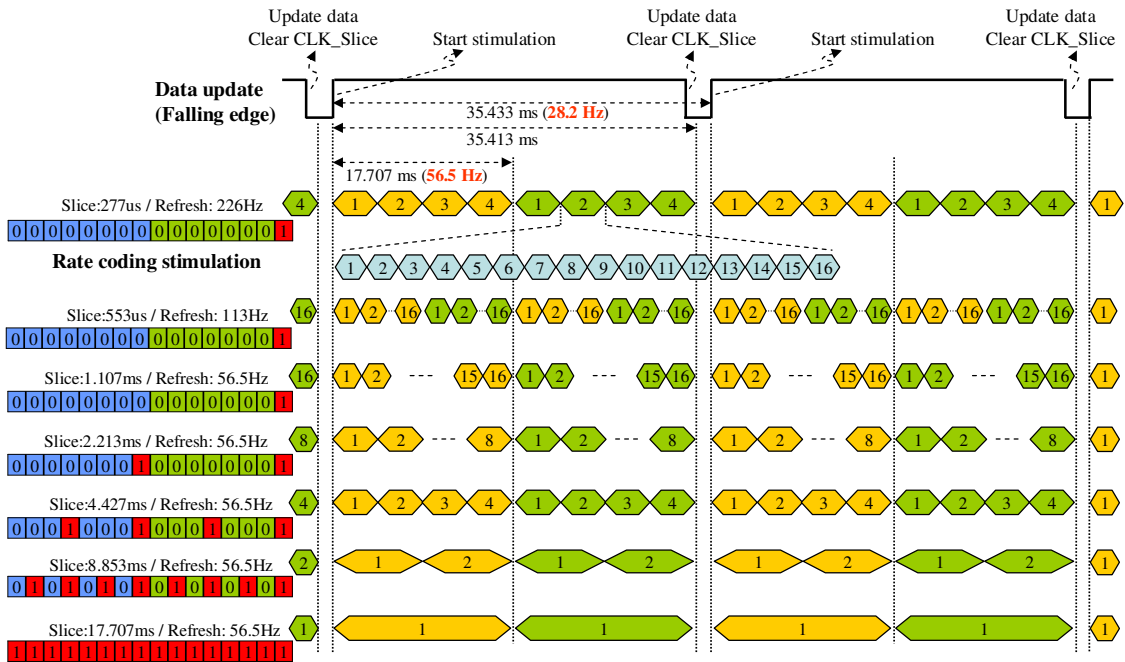 Update data
Clear CLK_Slice
Start stimulation
Update data
Clear CLK_Slice
Start stimulation
Update data
Clear CLK_Slice
Data update
(Falling edge)
35.433 ms (28.2 Hz)
35.413 ms
17.707 ms (56.5 Hz)
Slice:277us / Refresh: 226Hz
4 1 2 3 4 1 2 3 4 1 2 3 4 1 2 3 4 1
0 0 0 0 0 0 0 0 0 0 0 0 0 0 0 1
Rate coding stimulation
1 2 3 4 5 6 7 8 9 10 11 12 13 14 15 16
Slice:553us / Refresh: 113Hz
16 1 2 16 1 2 16 1 2 16 1 2 16 1 2 16 1 2 16 1 2 16 1 2 16 1
0 0 0 0 0 0 0 0 0 0 0 0 0 0 0 1
Slice:1.107ms / Refresh: 56.5Hz
16 1 2 --- 15 16 1 2 --- 15 16 1 2 --- 15 16 1 2 --- 15 16 1
0 0 0 0 0 0 0 0 0 0 0 0 0 0 0 1
Slice:2.213ms / Refresh: 56.5Hz
8 1 2 --- 8 1 2 --- 8 1 2 --- 8 1 2 --- 8 1
0 0 0 0 0 0 0 1 0 0 0 0 0 0 0 1
Slice:4.427ms / Refresh: 56.5Hz
4 1 2 3 4 1 2 3 4 1 2 3 4 1 2 3 4 1
0 0 0 1 0 0 0 1 0 0 0 1 0 0 0 1
Slice:8.853ms / Refresh: 56.5Hz
2 1 2 1 2 1 2 1 2 1
0 1 0 1 0 1 0 1 0 1 0 1 0 1 0 1
Slice:17.707ms / Refresh: 56.5Hz
1 1 1 1 1 1
1 1 1 1 1 1 1 1 1 1 1 1 1 1 1 1